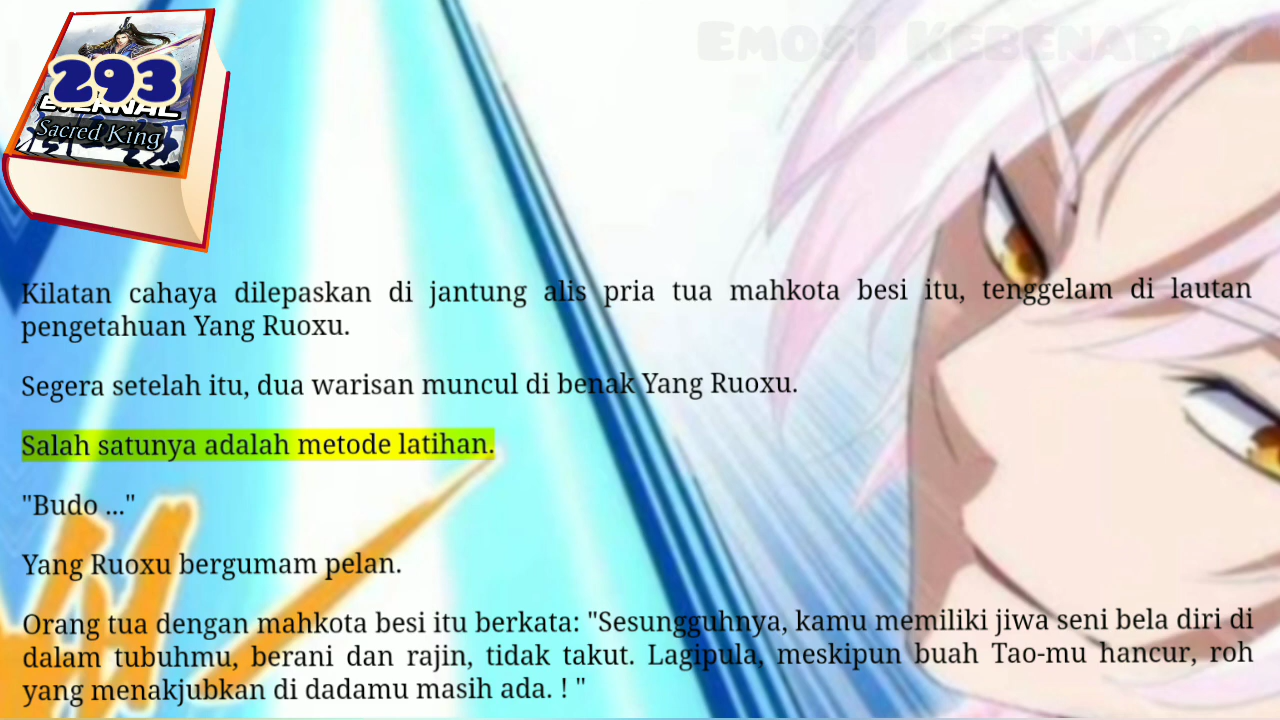 Emosi Kebenaran
293
ETERNAL
Sacred King
Kilatan cahaya dilepaskan di jantung alis pria tua mahkota besi itu, tenggelam di lautan
pengetahuan Yang Ruoxu.
Segera setelah itu, dua warisan muncul di benak Yang Ruoxu.
Salah satunya adalah metode latihan.
"Budo ..."
Yang Ruoxu bergumam pelan.
Orang tua dengan mahkota besi itu berkata: "Sesungguhnya, kamu memiliki jiwa seni bela diri di
dalam tubuhmu, berani dan rajin, tidak takut. Lagipula, meskipun buah Tao-mu hancur, roh
yang menakjubkan di dadamu masih ada. ! "